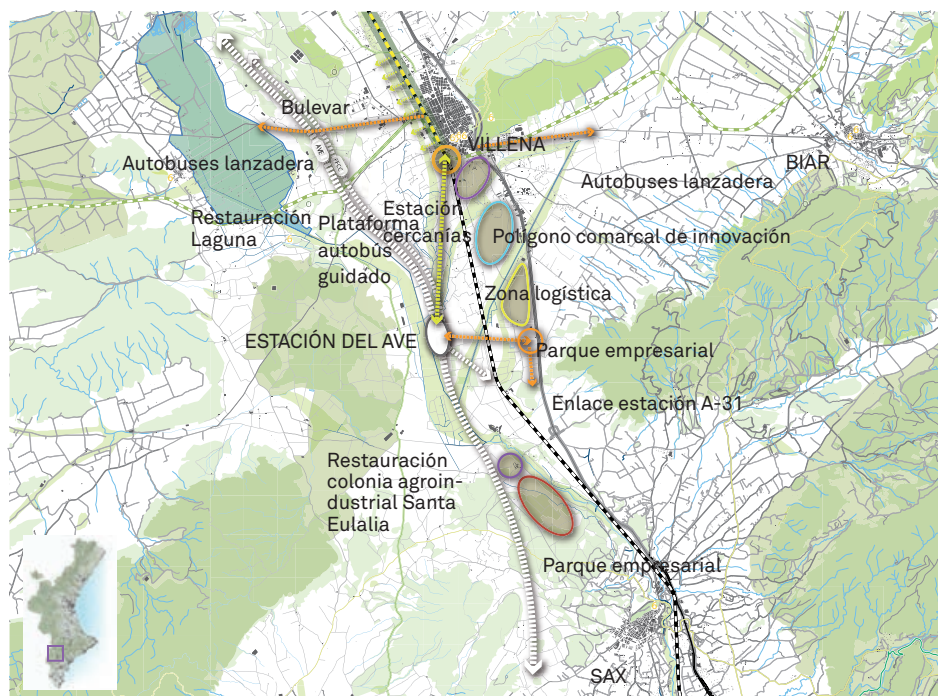 Bulevar
VILLENA
BIAR
Autobuses lanzadera
Autobuses lanzadera
Restauración
Laguna
Plataforma
autobús
guidado
Estación
cercanías
Polígono comarcal de innovación
Zona logística
ESTACIÓN DEL AVE
Parque empresarial
Enlace estación A-31
Restauración
colonia agroin-
dustrial Santa
Eulalia
Parque empresarial
SAX